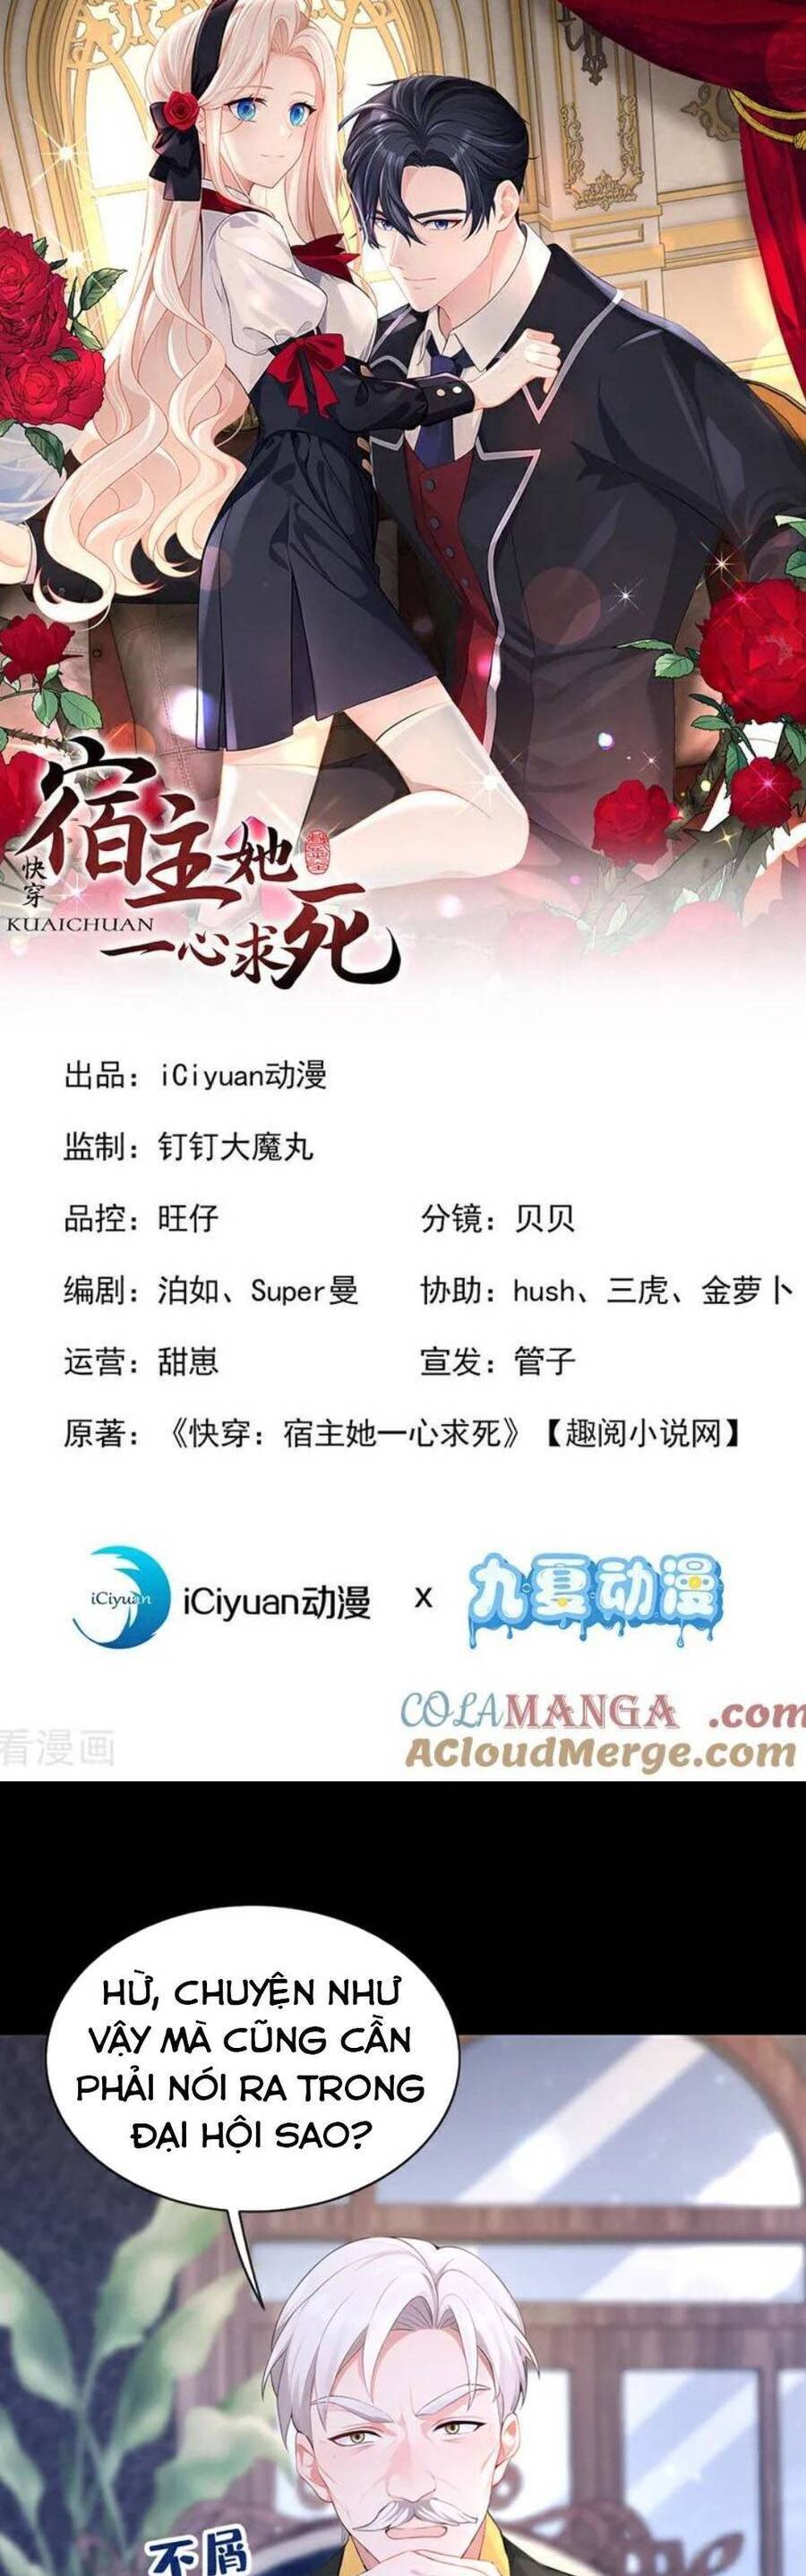 快穿
宿主她
KUAICHUAN
一心求死
出品：iCiyuan动漫
监制：钉钉大魔丸
品控：旺仔 分镜：贝贝
编剧：泊如、Super曼 协助：hush、三虎、金萝卜
运营：甜崽 宣发：管子
原著：《快穿：宿主她一心求死》【趣阅小说网】
iCiyuan iCiyuan动漫 x 九夏动漫
COLAMANGA.com
看漫画
AcloudMerge.com
HỪ, CHUYỆN NHƯ
VẬY MÀ CŨNG CẦN
PHẢI NÓI RA TRONG
ĐẠI HỘI SAO?
不屑